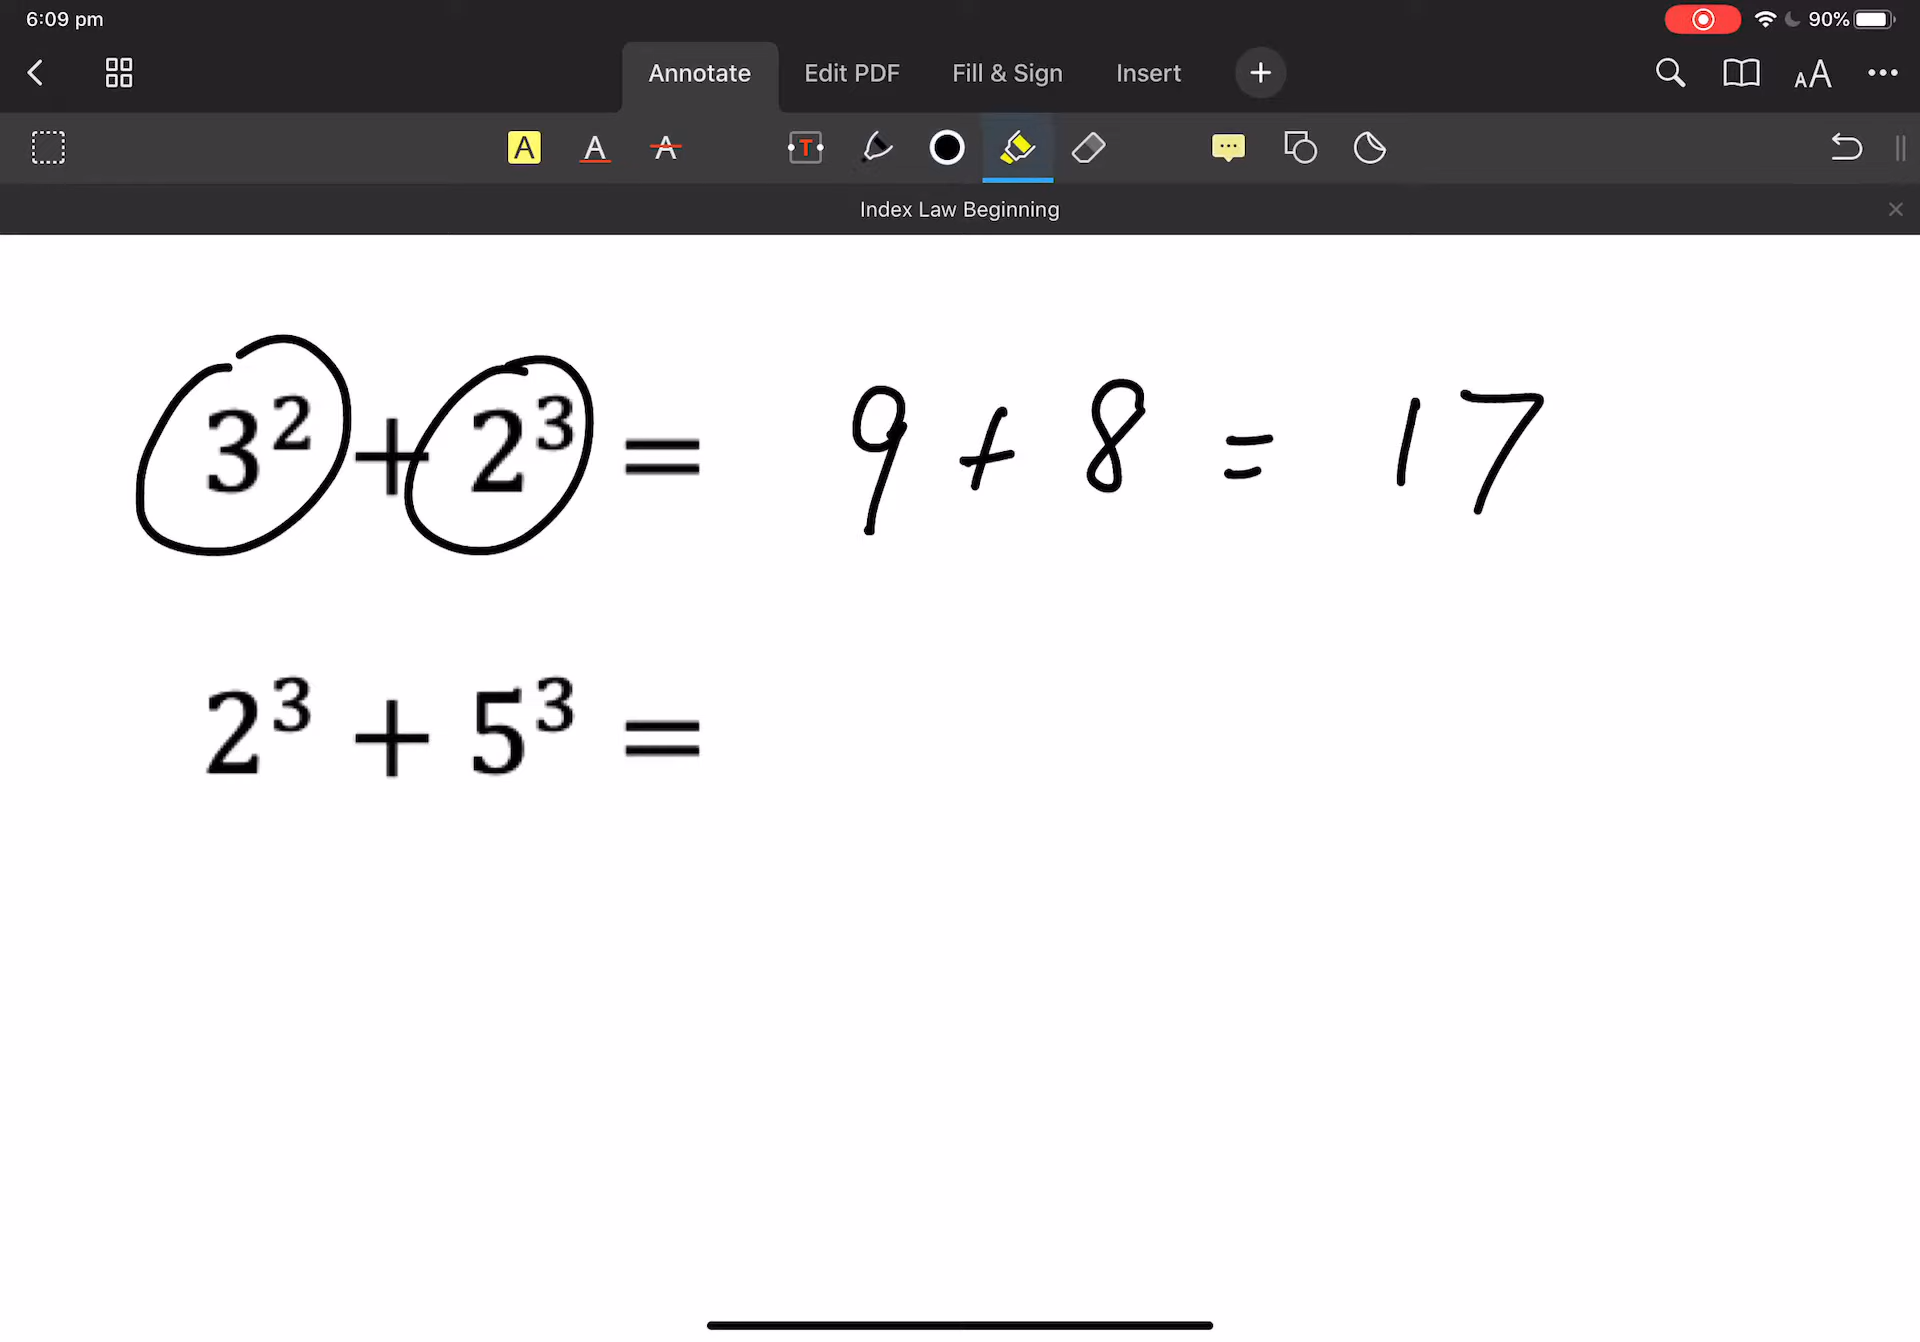 6:09 pm
90%
Annotate Edit PDF Fill & Sign Insert
AA
A A A T
Index Law Beginning
3² + 2³ = 9 + 8 = 17
2³ + 5³ =